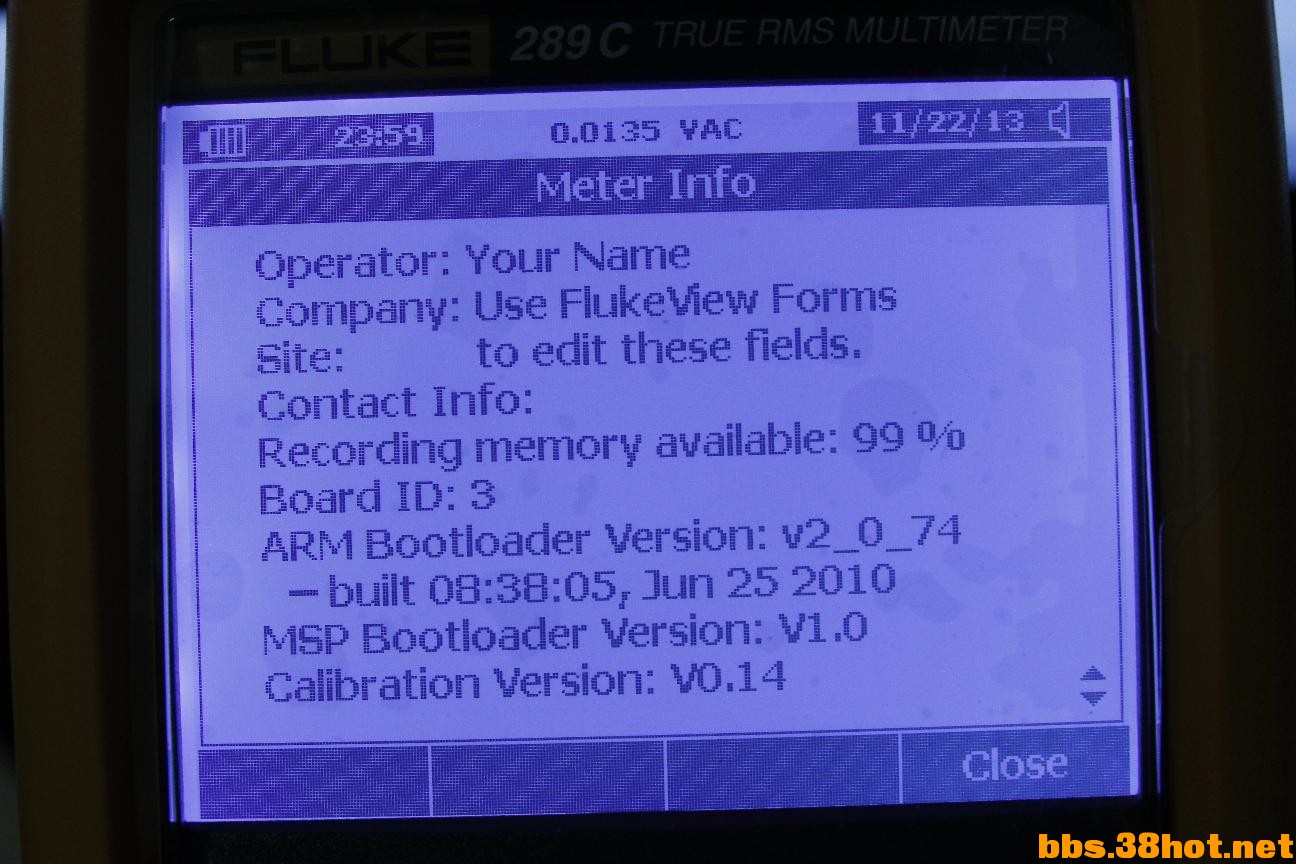 FLUKE 289 C TRUE RMS MULTIMETER
23:59 0.0135 VAC 11/22/13
Meter Info
Operator: Your Name
Company: Use FlukeView Forms
Site: to edit these fields.
Contact Info:
Recording memory available: 99 %
Board ID: 3
ARM Bootloader Version: v2_0_74
– built 08:38:05, Jun 25 2010
MSP Bootloader Version: V1.0
Calibration Version: V0.14
Close
bbs.38hot.net